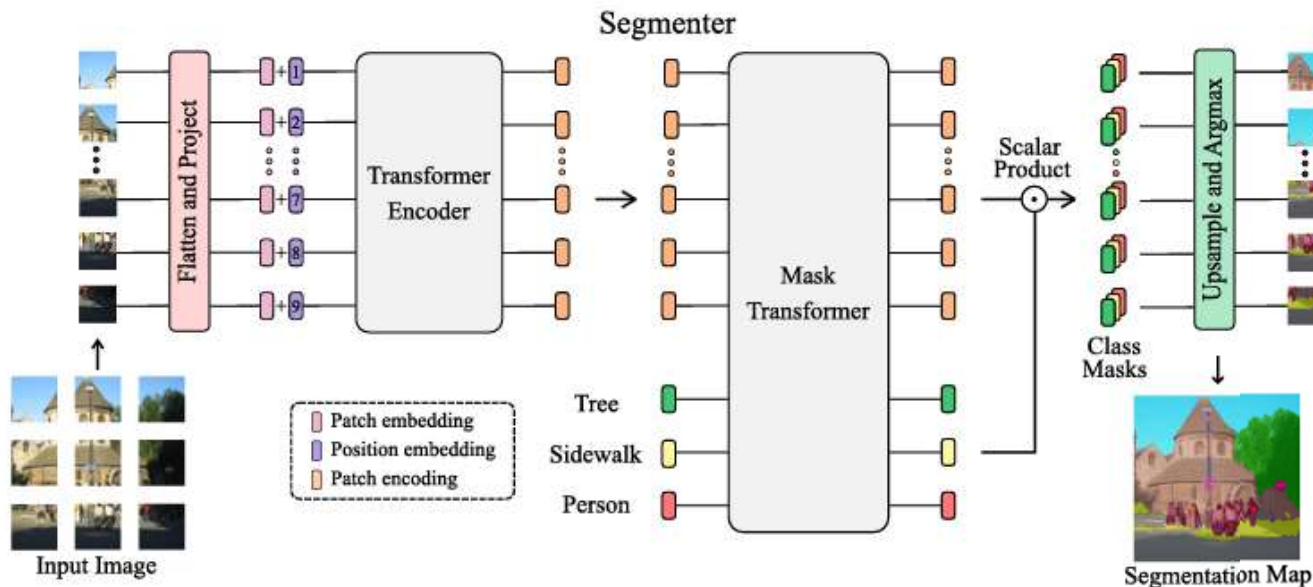 Segmenter
Flatten and Project
+ 1
+ 2
+ 7
+ 8
+ 9
Transformer
Encoder
Mask
Transformer
Scalar
Product
Upsample and Argmax
Class
Masks
Tree
Sidewalk
Person
Patch embedding
Position embedding
Patch encoding
Input Image
Segmentation Map